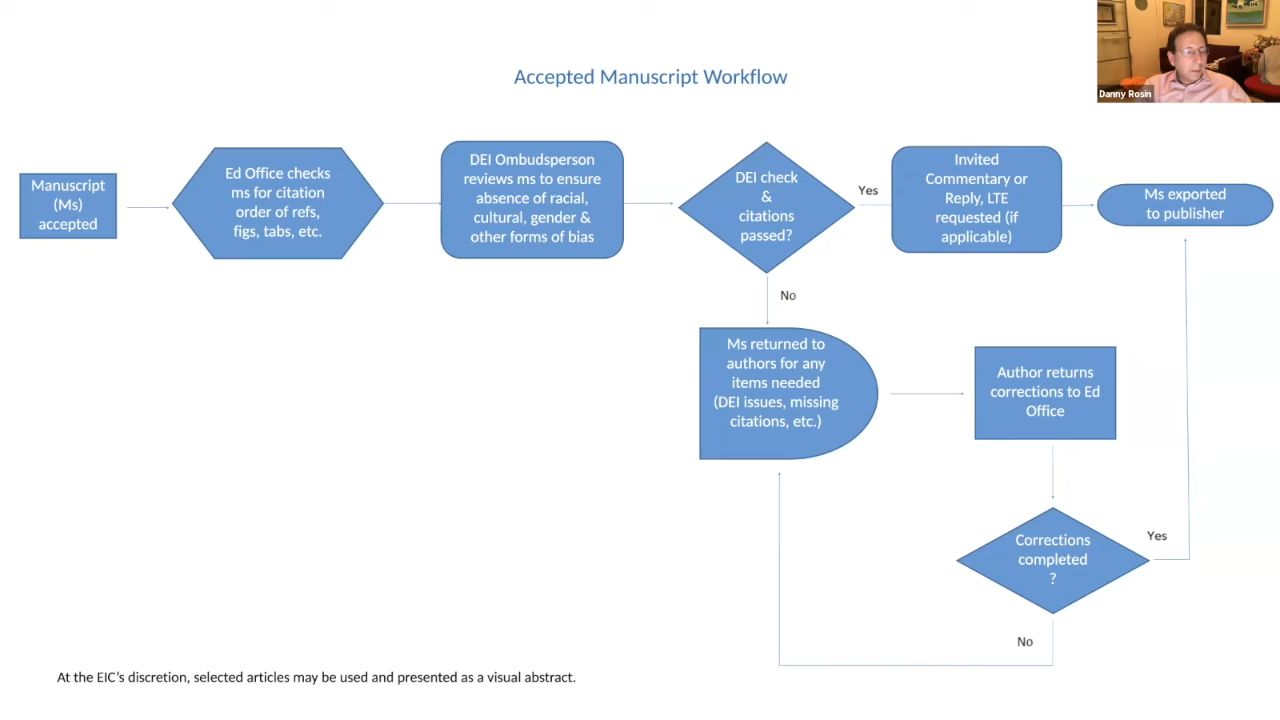 Danny Rosin
Accepted Manuscript Workflow
Manuscript
(Ms)
accepted
Ed Office checks
ms for citation
order of refs,
figs, tabs, etc.
DEI Ombudsperson
reviews ms to ensure
absence of racial,
cultural, gender &
other forms of bias
DEI check
&
citations
passed?
Yes
Invited
Commentary or
Reply, LTE
requested (if
applicable)
Ms exported
to publisher
No
Ms returned to
authors for any
items needed
(DEI issues, missing
citations, etc.)
Author returns
corrections to Ed
Office
Corrections
completed
?
Yes
No
At the EIC’s discretion, selected articles may be used and presented as a visual abstract.